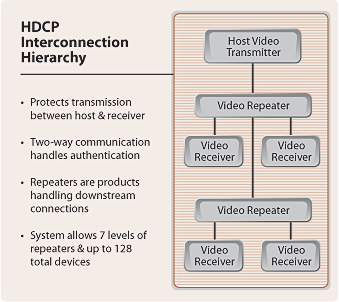 HDCP
Interconnection
Hierarchy
• Protects transmission
between host & receiver
• Two-way communication
handles authentication
• Repeaters are products
handling downstream
connections
• System allows 7 levels of
repeaters & up to 128
total devices
Host Video
Transmitter
Video Repeater
Video
Receiver
Video
Receiver
Video Repeater
Video
Receiver
Video
Receiver